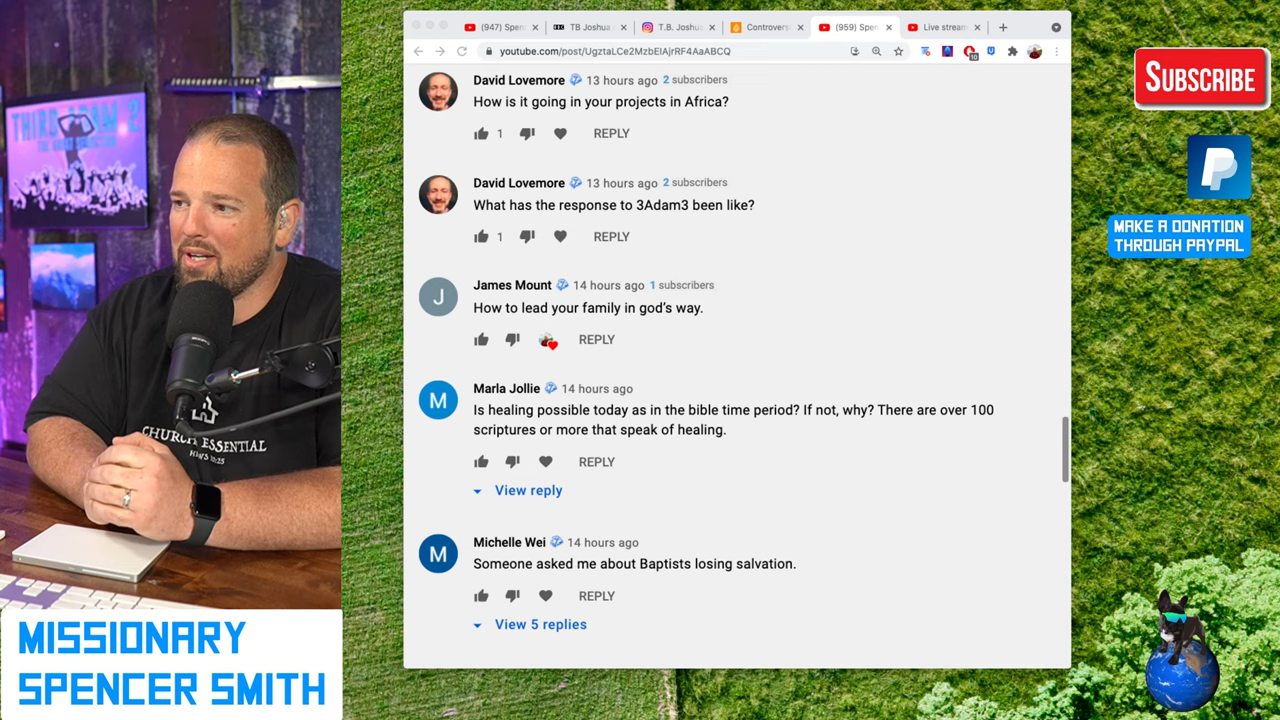 (947) Spen
TB Joshua
T.B. Joshu
Controvers
(959) Spen
Live stream
youtube.com/post/UgztaLCe2MzbEIAjrRF4AaABCQ
10
David Lovemore 13 hours ago 2 subscribers
How is it going in your projects in Africa?
1 REPLY
David Lovemore 13 hours ago 2 subscribers
What has the response to 3Adam3 been like?
1 REPLY
J
James Mount 14 hours ago 1 subscribers
How to lead your family in god's way.
REPLY
M
Marla Jollie 14 hours ago
Is healing possible today as in the bible time period? If not, why? There are over 100
scriptures or more that speak of healing.
REPLY
View reply
M
Michelle Wei 14 hours ago
Someone asked me about Baptists losing salvation.
REPLY
View 5 replies
THIRD ADAM 2
CHURCH ESSENTIAL
MISSIONARY
SPENCER SMITH
SUBSCRIBE
MAKE A DONATION
THROUGH PAYPAL